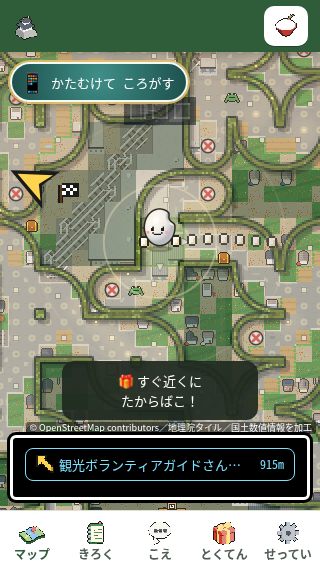 かたむけて ころがす
🎁 すぐ近くに
たからばこ！
© OpenStreetMap contributors／地理院タイル／国土数値情報を加工
観光ボランティアガイドさん… 915m
マップ きろく こえ とくてん せってい